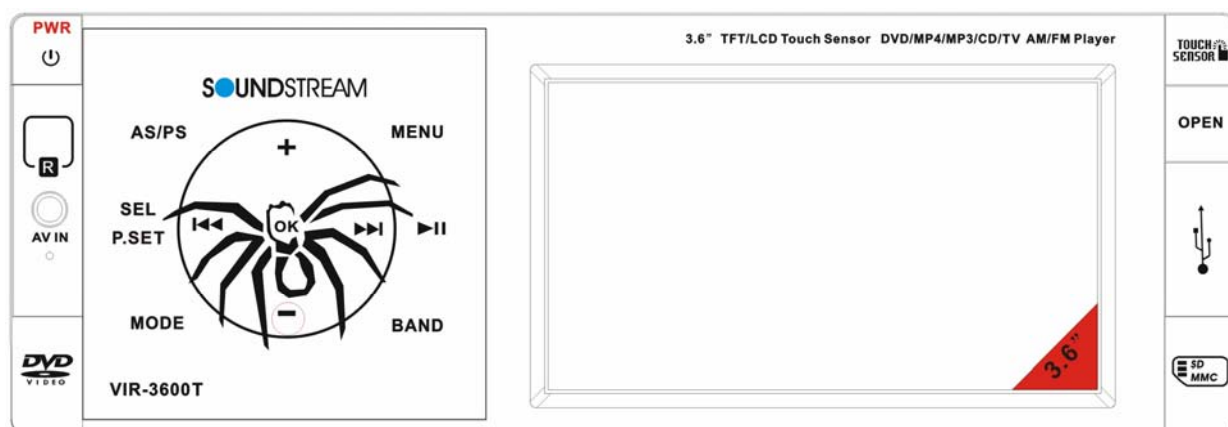 PWR
R
AV IN
DVD
VIDEO
SOUNDSTREAM
AS/PS
MENU
+
SEL
OK
P.SET
-
MODE
BAND
VIR-3600T
3.6" TFT/LCD Touch Sensor DVD/MP4/MP3/CD/TV AM/FM Player
3.6"
TOUCH
SENSOR
OPEN
SD
MMC